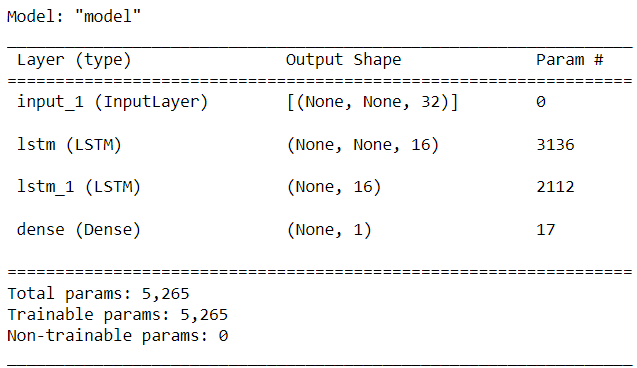 Model: "model"
_________________________________________________________________
Layer (type) Output Shape Param #
=================================================================
input_1 (InputLayer) [(None, None, 32)] 0
lstm (LSTM) (None, None, 16) 3136
lstm_1 (LSTM) (None, 16) 2112
dense (Dense) (None, 1) 17
=================================================================
Total params: 5,265
Trainable params: 5,265
Non-trainable params: 0
_________________________________________________________________